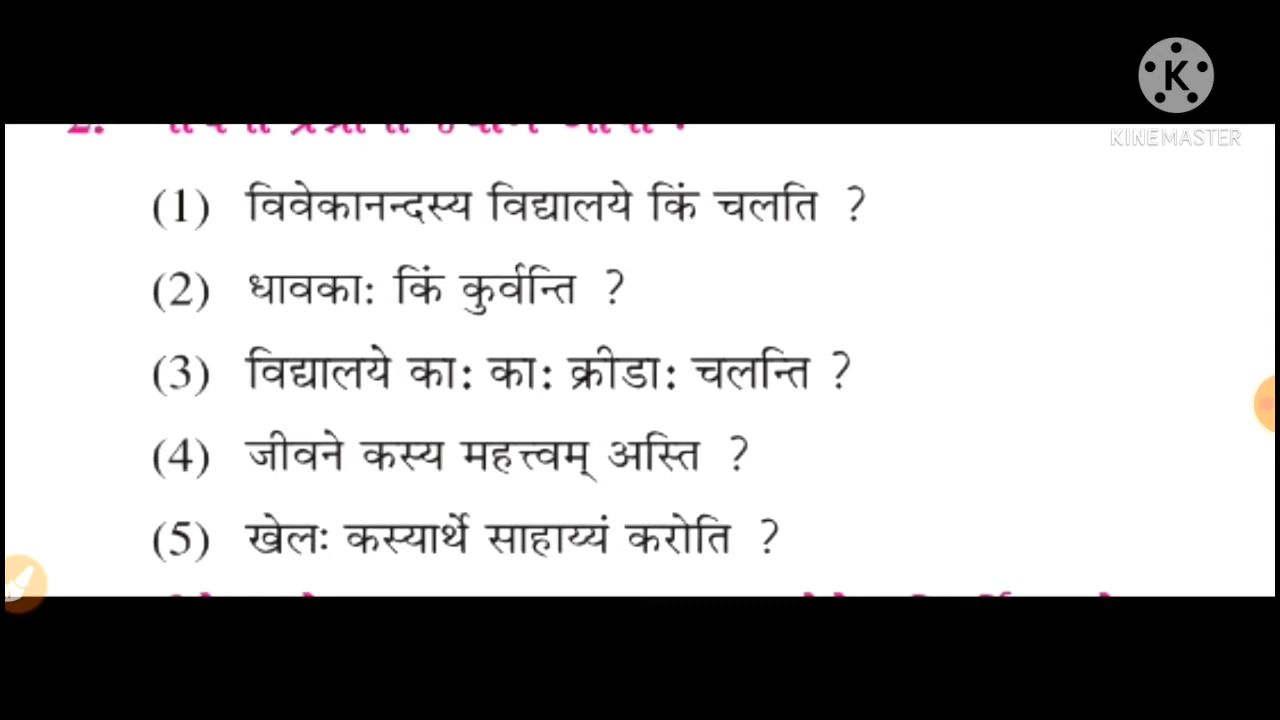 K
KINEMASTER
2.
(1) विवेकानन्दस्य विद्यालये किं चलति ?
(2) धावकाः किं कुर्वन्ति ?
(3) विद्यालये काः काः क्रीडाः चलन्ति ?
(4) जीवने कस्य महत्त्वम् अस्ति ?
(5) खेलः कस्यार्थे साहाय्यं करोति ?